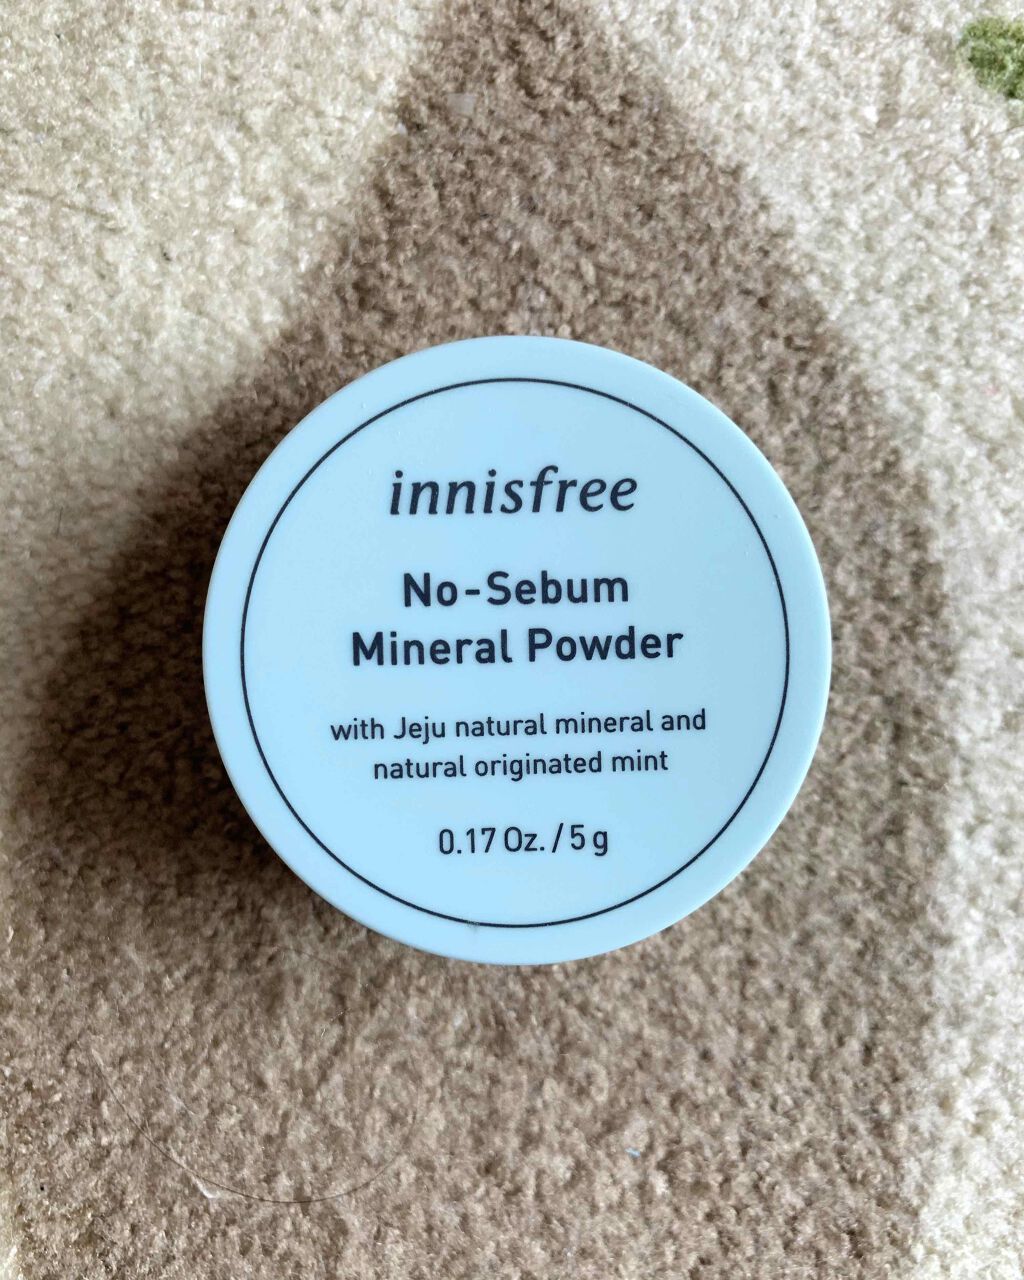 innisfree
No-Sebum
Mineral Powder
with Jeju natural mineral and
natural originated mint
0.17 Oz. / 5 g